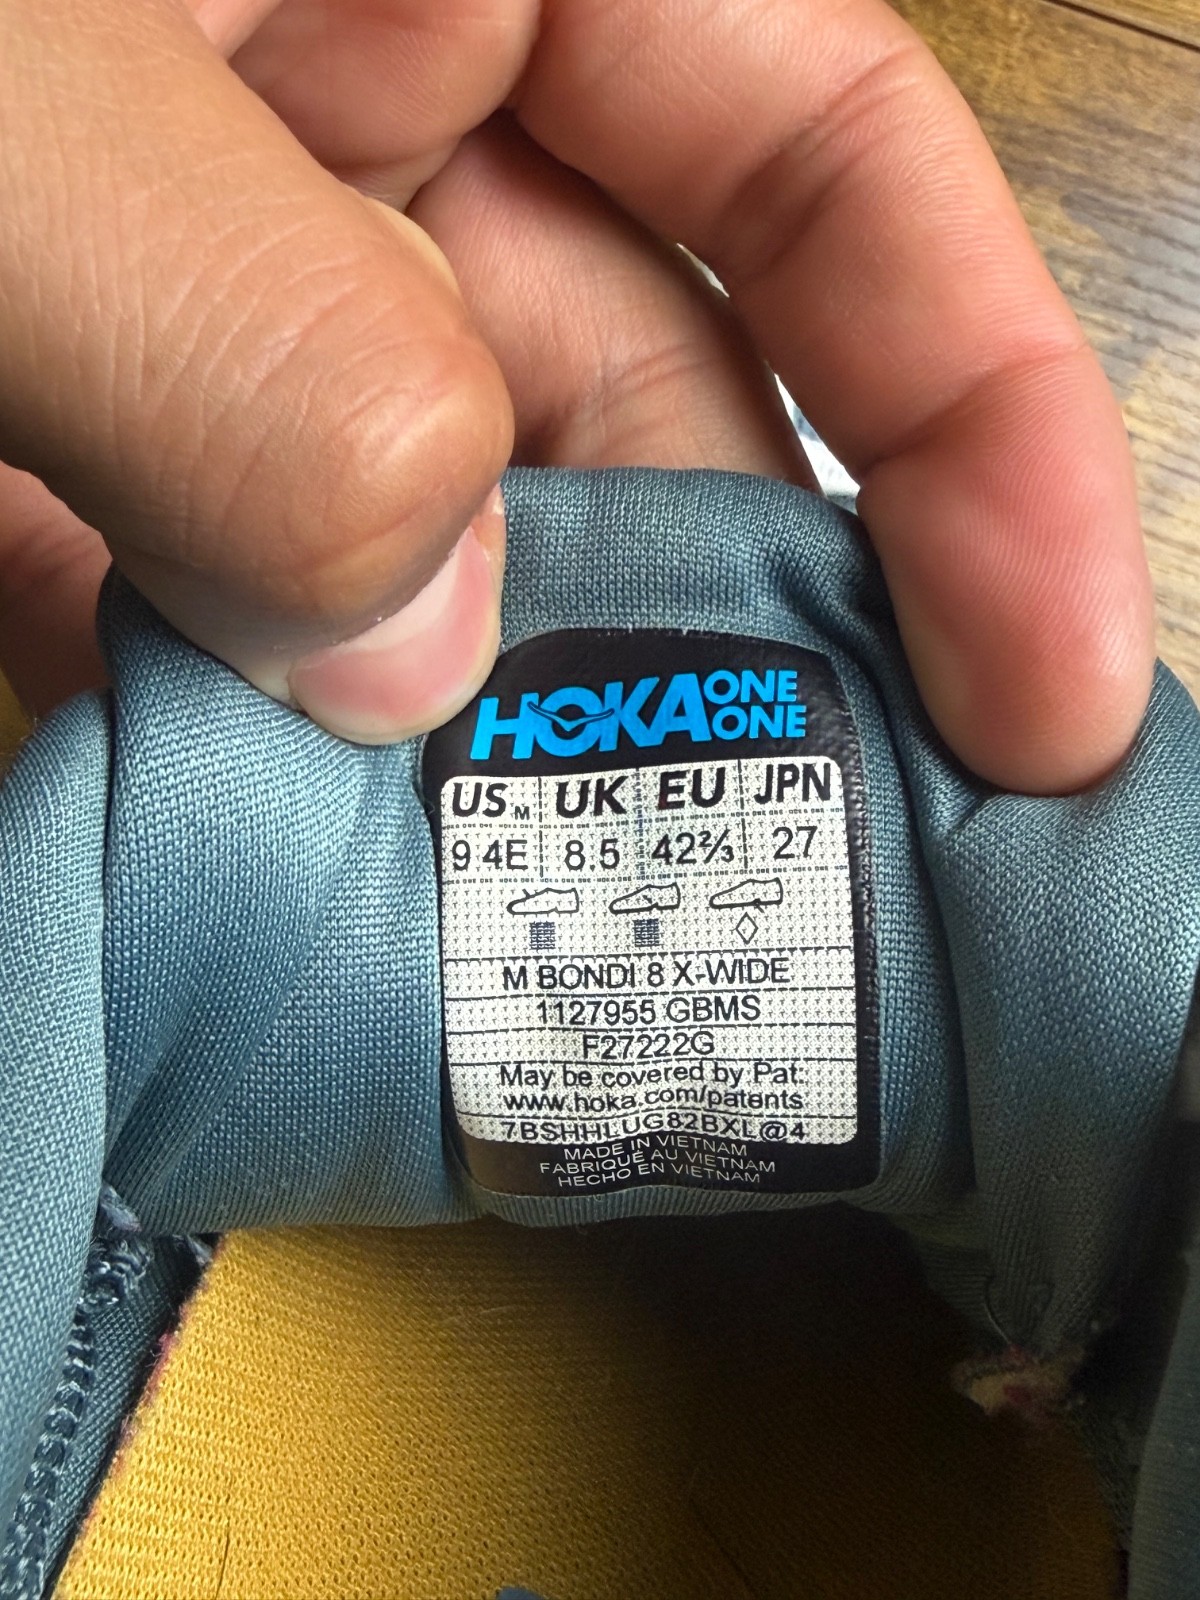 HOKA ONE ONE
US M UK EU JPN
9 4E 8.5 42⅔ 27
M BONDI 8 X-WIDE
1127955 GBMS
F27222G
May be covered by Pat:
www.hoka.com/patents
7BSHHLUG82BXL@4
MADE IN VIETNAM
FABRIQUÉ AU VIETNAM
HECHO EN VIETNAM